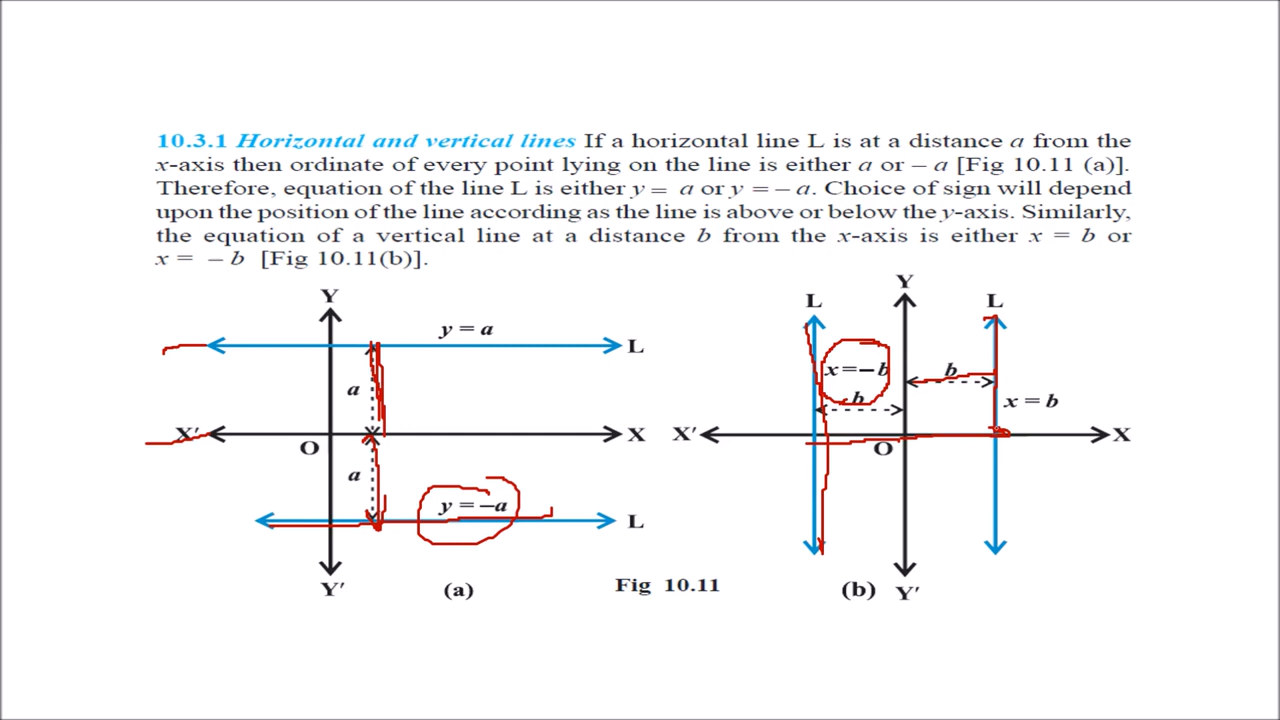 10.3.1 Horizontal and vertical lines If a horizontal line L is at a distance a from the
x-axis then ordinate of every point lying on the line is either a or – a [Fig 10.11 (a)].
Therefore, equation of the line L is either y = a or y = – a. Choice of sign will depend
upon the position of the line according as the line is above or below the y-axis. Similarly,
the equation of a vertical line at a distance b from the x-axis is either x = b or
x = – b [Fig 10.11(b)].
Y
y = a
L
a
X′
O
X
a
y = –a
L
Y′
(a)
Fig 10.11
Y
L
L
x = –b
b
b
x = b
X′
O
X
(b)
Y′